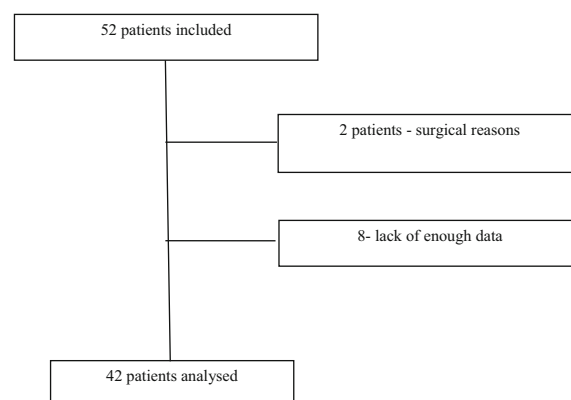 52 patients included
2 patients - surgical reasons
8- lack of enough data
42 patients analysed